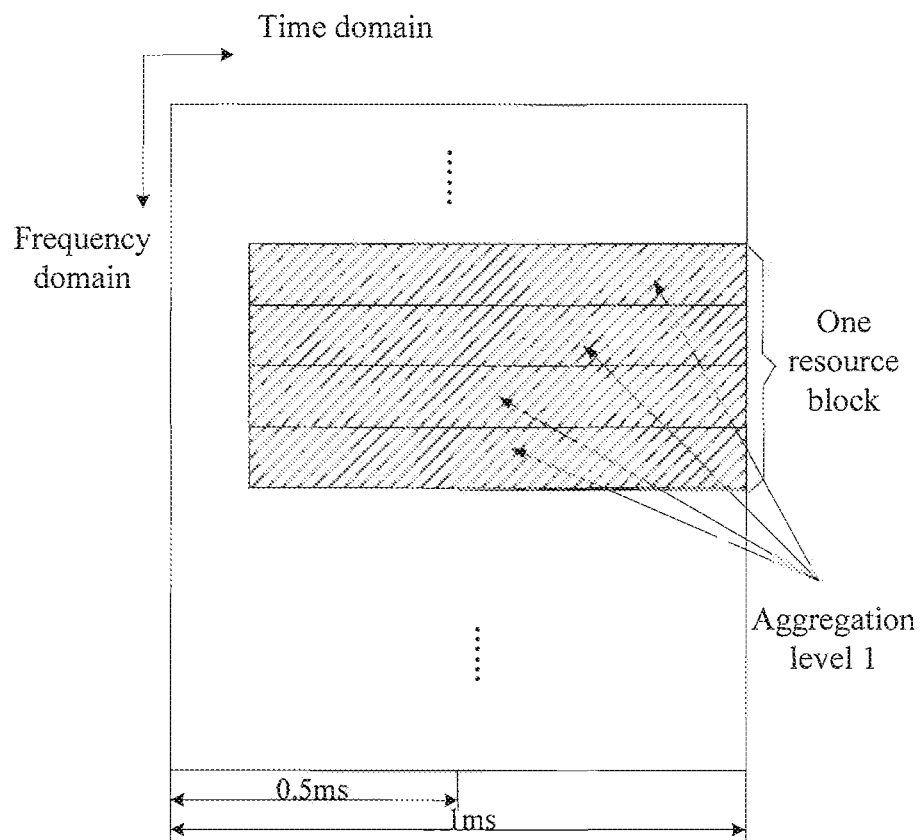 Time domain
Frequency
domain
One
resource
block
Aggregation
level 1
0.5ms
1ms